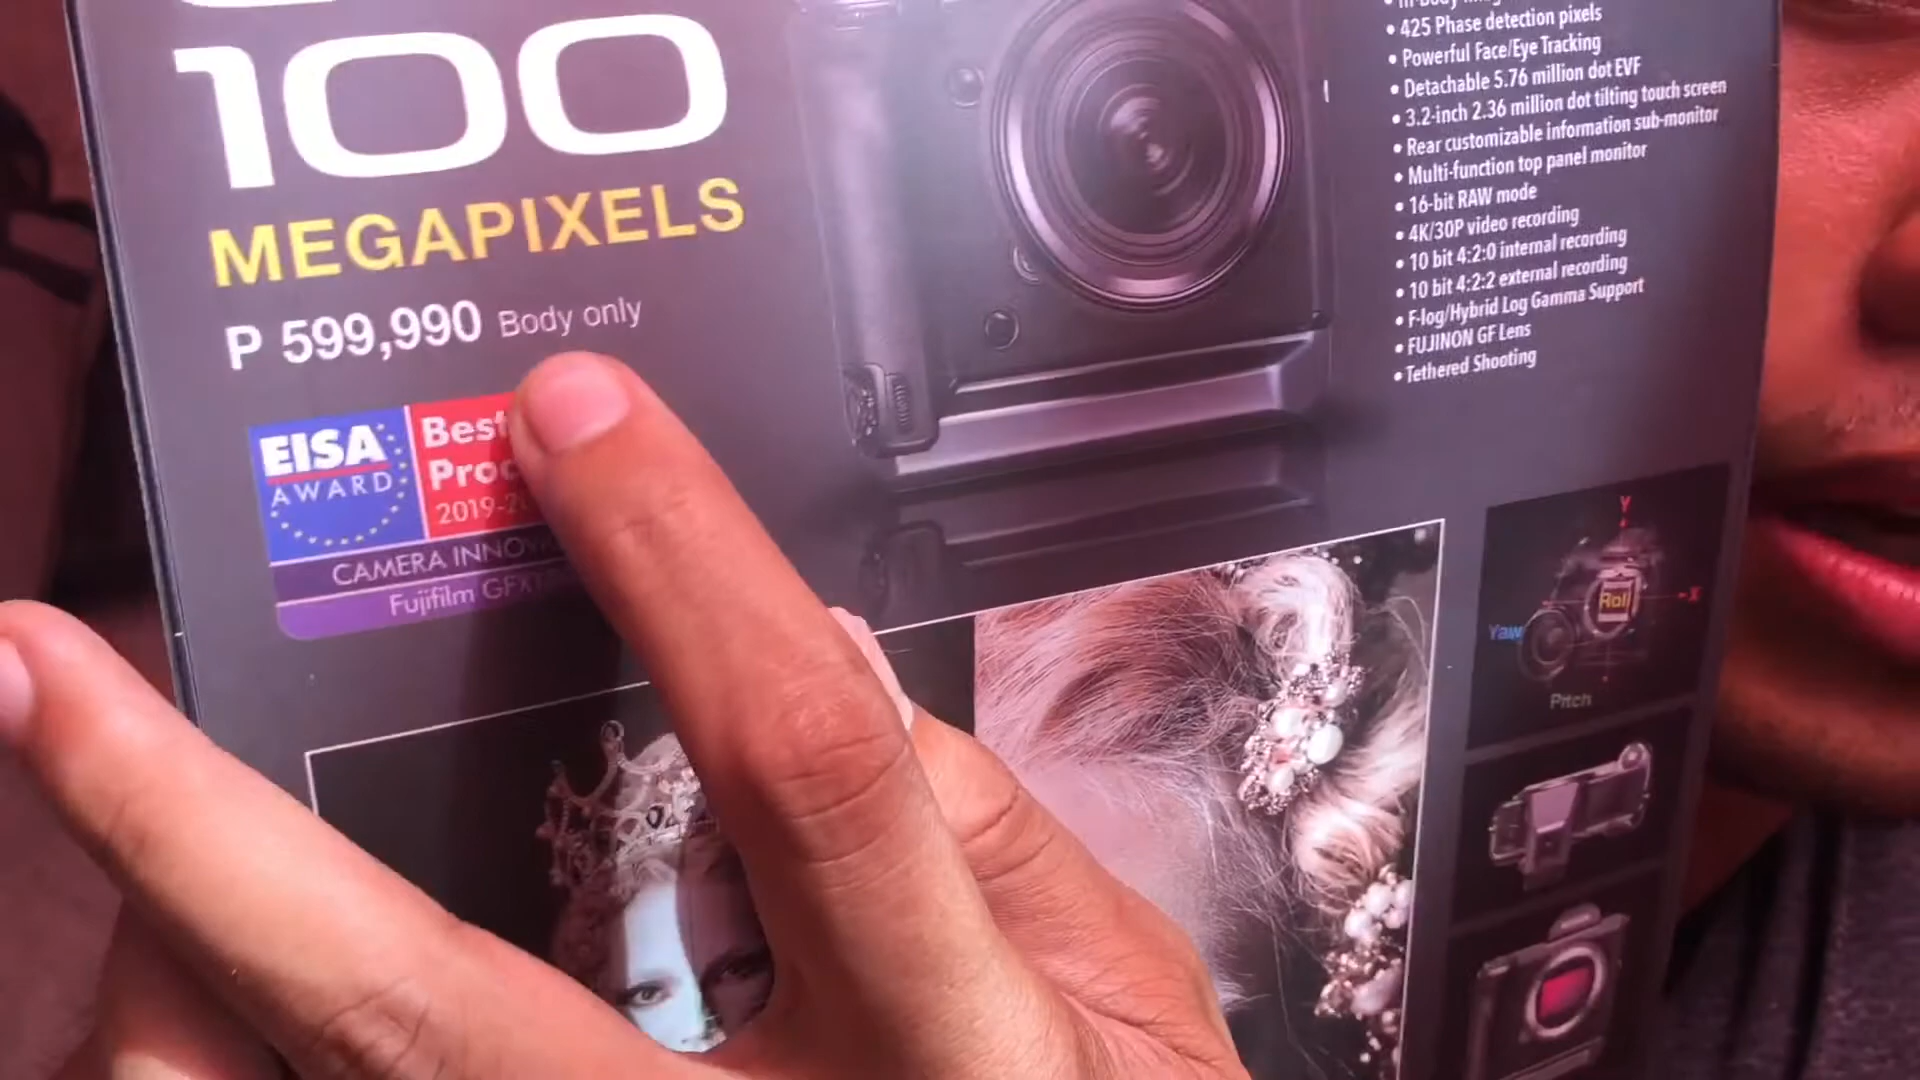 100
MEGAPIXELS
P 599,990 Body only
EISA
AWARD
Best
2019-2
CAMERA
Fujifilm
• 425 Phase detection pixels
• Powerful Face/Eye Tracking
• Detachable 5.76 million dot EVF
• 3.2-inch 2.36 million dot tilting touch screen
• Rear customizable information sub-monitor
• Multi-function top panel monitor
• 16-bit RAW mode
• 4K/30P video recording
• 10 bit 4:2:0 internal recording
• 10 bit 4:2:2 external recording
• F-log/Hybrid Log Gamma Support
• FUJINON GF Lens
• Tethered Shooting
Y
Roll
X
Yaw
Pitch